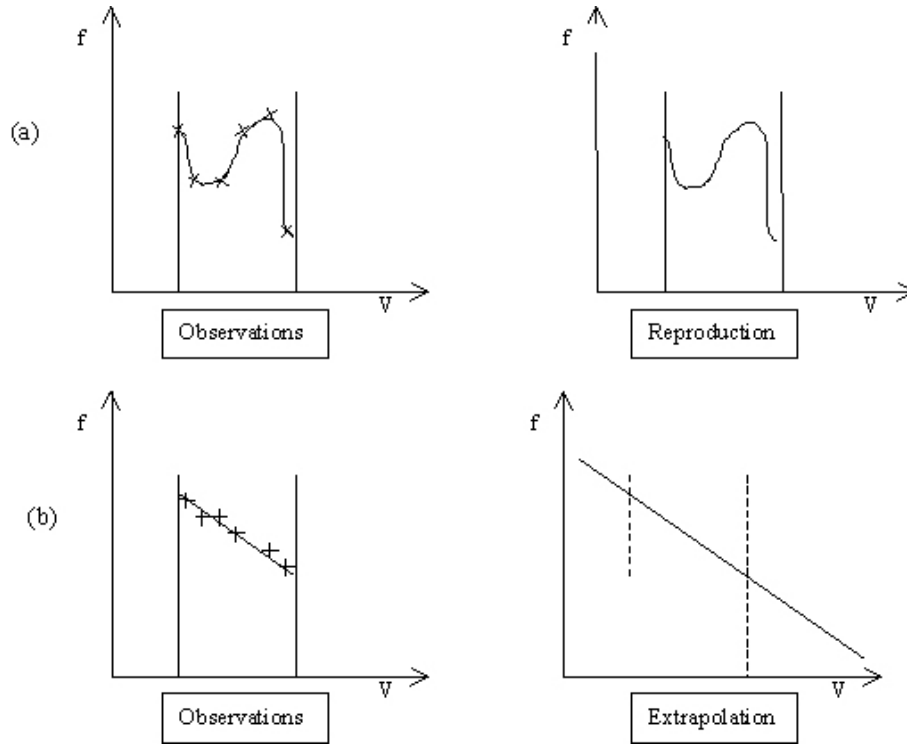 f
f
(a)
V
V
Observations
Reproduction
f
f
(b)
V
V
Observations
Extrapolation